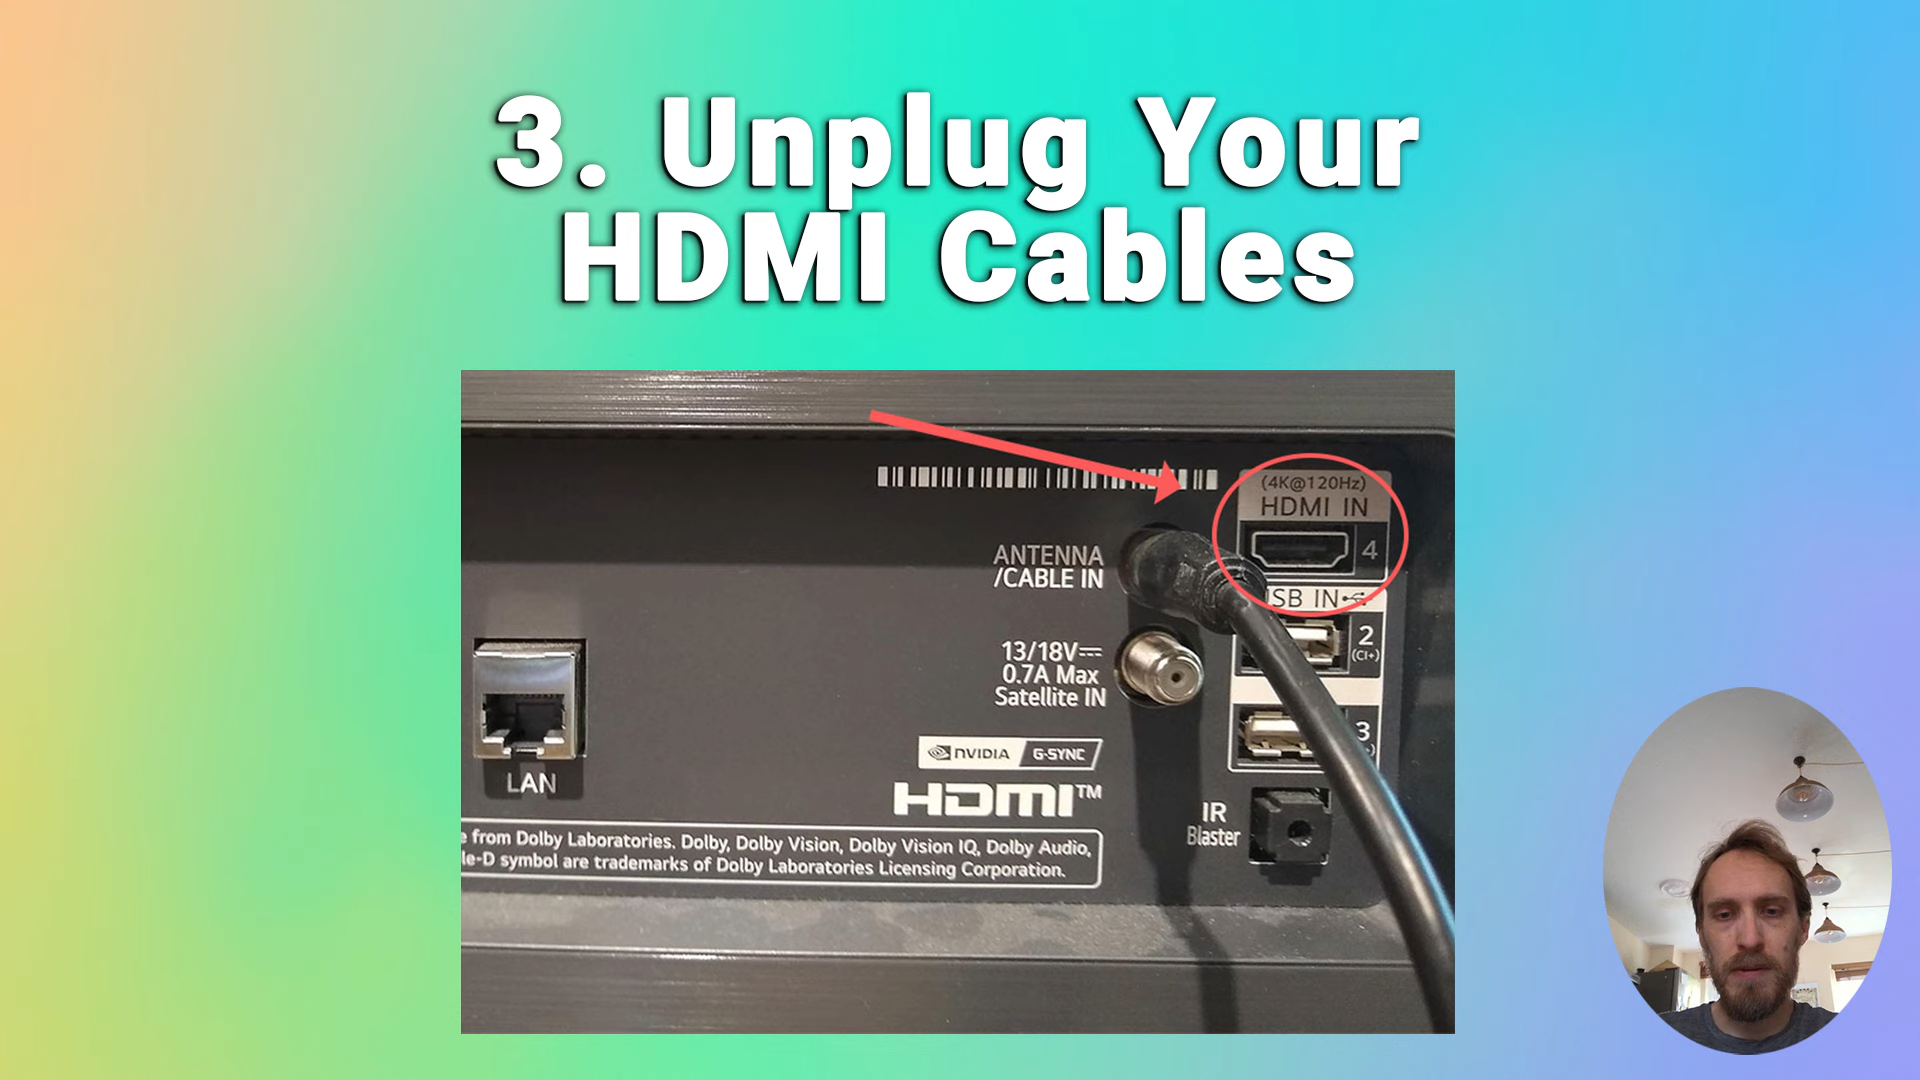 3. Unplug Your
HDMI Cables
(4K@120Hz)
HDMI IN
4
ANTENNA
/CABLE IN
SB IN
2
(CI+)
13/18V
0.7A Max
Satellite IN
3
NVIDIA G-SYNC
HDMI™
LAN
IR
Blaster
from Dolby Laboratories. Dolby, Dolby Vision, Dolby Vision IQ, Dolby Audio,
le-D symbol are trademarks of Dolby Laboratories Licensing Corporation.